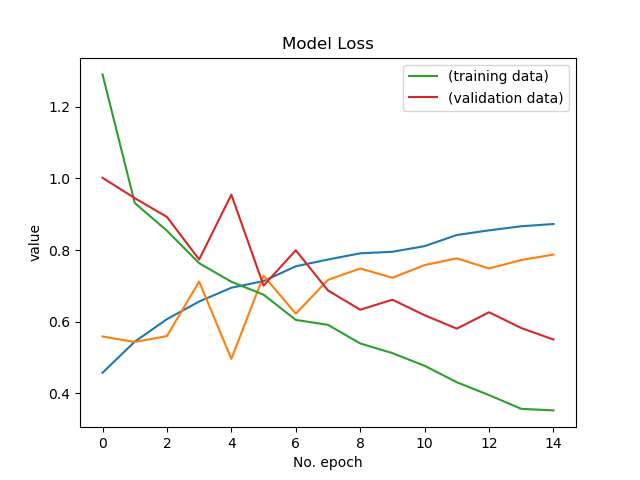 Model Loss
(training data)
(validation data)
value
1.2
1.0
0.8
0.6
0.4
0 2 4 6 8 10 12 14
No. epoch